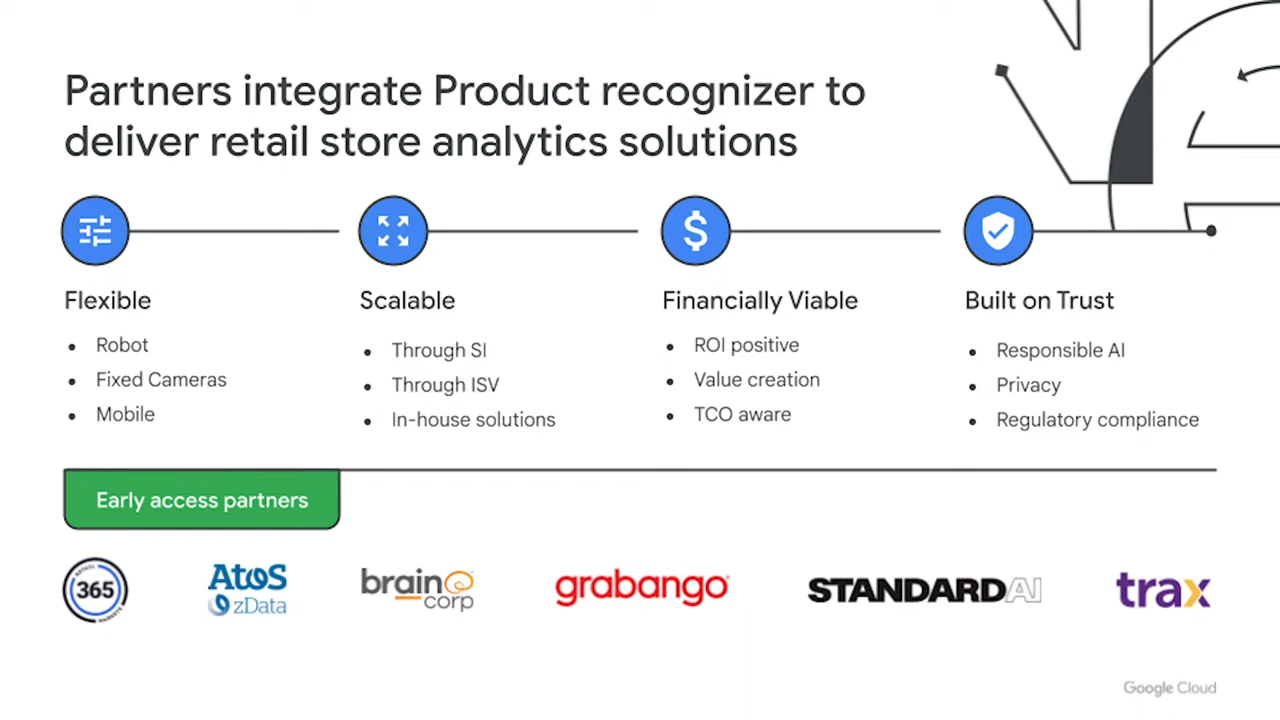 Partners integrate Product recognizer to
deliver retail store analytics solutions
Flexible
• Robot
• Fixed Cameras
• Mobile
Scalable
• Through SI
• Through ISV
• In-house solutions
Financially Viable
• ROI positive
• Value creation
• TCO aware
Built on Trust
• Responsible AI
• Privacy
• Regulatory compliance
Early access partners
365
RETAIL
MARKETS
Atos
zData
brain
corp
grabango
STANDARD AI
trax
Google Cloud